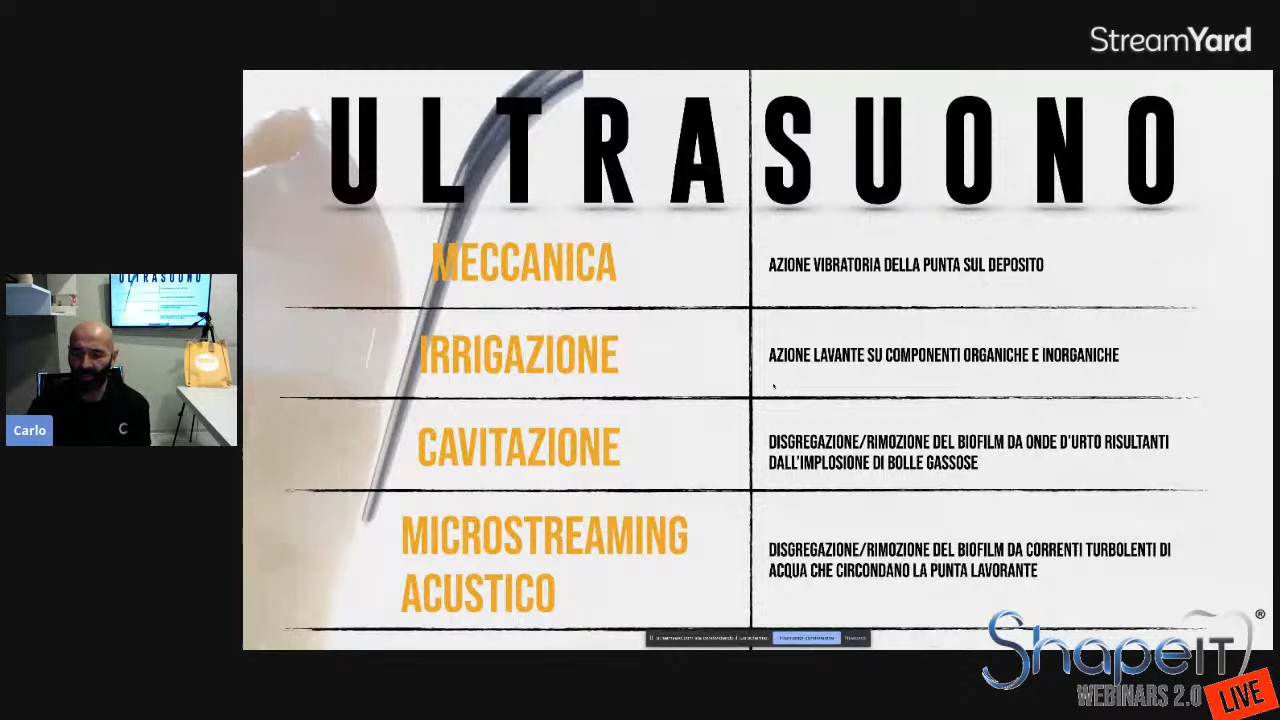 StreamYard
ULTRASUONO
MECCANICA
AZIONE VIBRATORIA DELLA PUNTA SUL DEPOSITO
IRRIGAZIONE
AZIONE LAVANTE SU COMPONENTI ORGANICHE E INORGANICHE
CAVITAZIONE
DISGREGAZIONE/RIMOZIONE DEL BIOFILM DA ONDE D'URTO RISULTANTI
DALL'IMPLOSIONE DI BOLLE GASSOSE
MICROSTREAMING
ACUSTICO
DISGREGAZIONE/RIMOZIONE DEL BIOFILM DA CORRENTI TURBOLENTI DI
ACQUA CHE CIRCONDANO LA PUNTA LAVORANTE
ULTRASUONO
Carlo
C
ShapeIT®
WEBINARS 2.0
LIVE